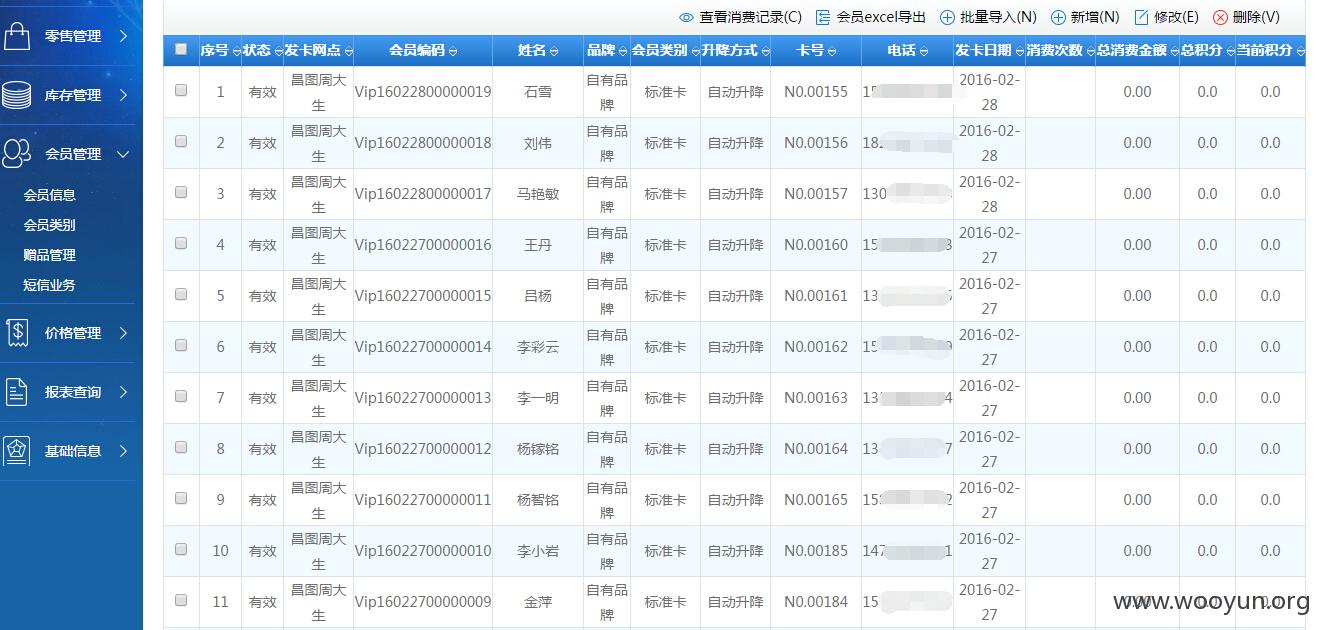 查看消费记录(C) 会员excel导出 批量导入(N) 新增(N) 修改(E) 删除(V)
零售管理
库存管理
会员管理
会员信息
会员类别
赠品管理
短信业务
价格管理
报表查询
基础信息
序号 状态 发卡网点 会员编码 姓名 品牌 会员类别 升降方式 卡号 电话 发卡日期 消费次数 总消费金额 总积分 当前积分
1 有效 昌图周大生 Vip16022800000019 石雪 自有品牌 标准卡 自动升降 N0.00155 15 2016-02-28 0.00 0.0 0.0
2 有效 昌图周大生 Vip16022800000018 刘伟 自有品牌 标准卡 自动升降 N0.00156 18 2016-02-28 0.00 0.0 0.0
3 有效 昌图周大生 Vip16022800000017 马艳敏 自有品牌 标准卡 自动升降 N0.00157 130 2016-02-28 0.00 0.0 0.0
4 有效 昌图周大生 Vip16022700000016 王丹 自有品牌 标准卡 自动升降 N0.00160 15 2016-02-27 0.00 0.0 0.0
5 有效 昌图周大生 Vip16022700000015 吕杨 自有品牌 标准卡 自动升降 N0.00161 13 2016-02-27 0.00 0.0 0.0
6 有效 昌图周大生 Vip16022700000014 李彩云 自有品牌 标准卡 自动升降 N0.00162 15 2016-02-27 0.00 0.0 0.0
7 有效 昌图周大生 Vip16022700000013 李一明 自有品牌 标准卡 自动升降 N0.00163 13 4 2016-02-27 0.00 0.0 0.0
8 有效 昌图周大生 Vip16022700000012 杨镓铭 自有品牌 标准卡 自动升降 N0.00164 13 7 2016-02-27 0.00 0.0 0.0
9 有效 昌图周大生 Vip16022700000011 杨智铭 自有品牌 标准卡 自动升降 N0.00165 15 2 2016-02-27 0.00 0.0 0.0
10 有效 昌图周大生 Vip16022700000010 李小岩 自有品牌 标准卡 自动升降 N0.00185 147 1 2016-02-27 0.00 0.0 0.0
11 有效 昌图周大生 Vip16022700000009 金萍 自有品牌 标准卡 自动升降 N0.00184 15 2016-02-27 0.00 0.0 0.0
www.wooyun.org